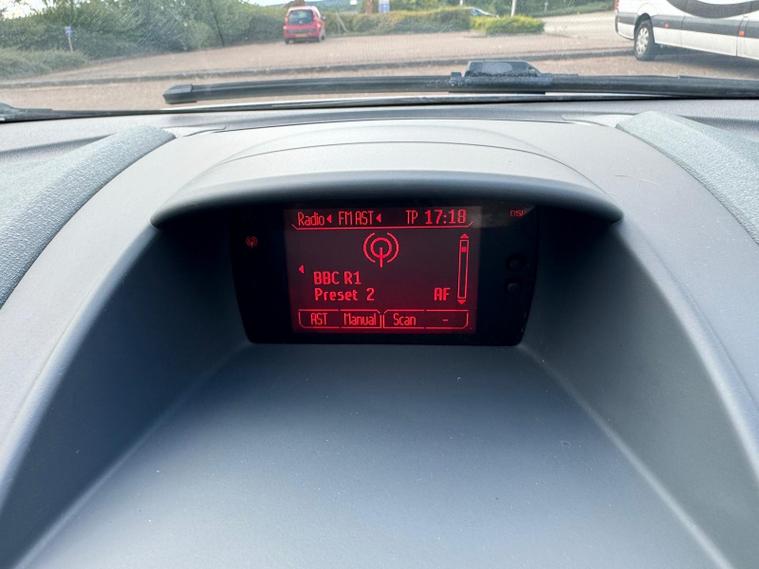 Radio FM AST TP 17:18
BBC R1
Preset 2 AF
AST Manual Scan -